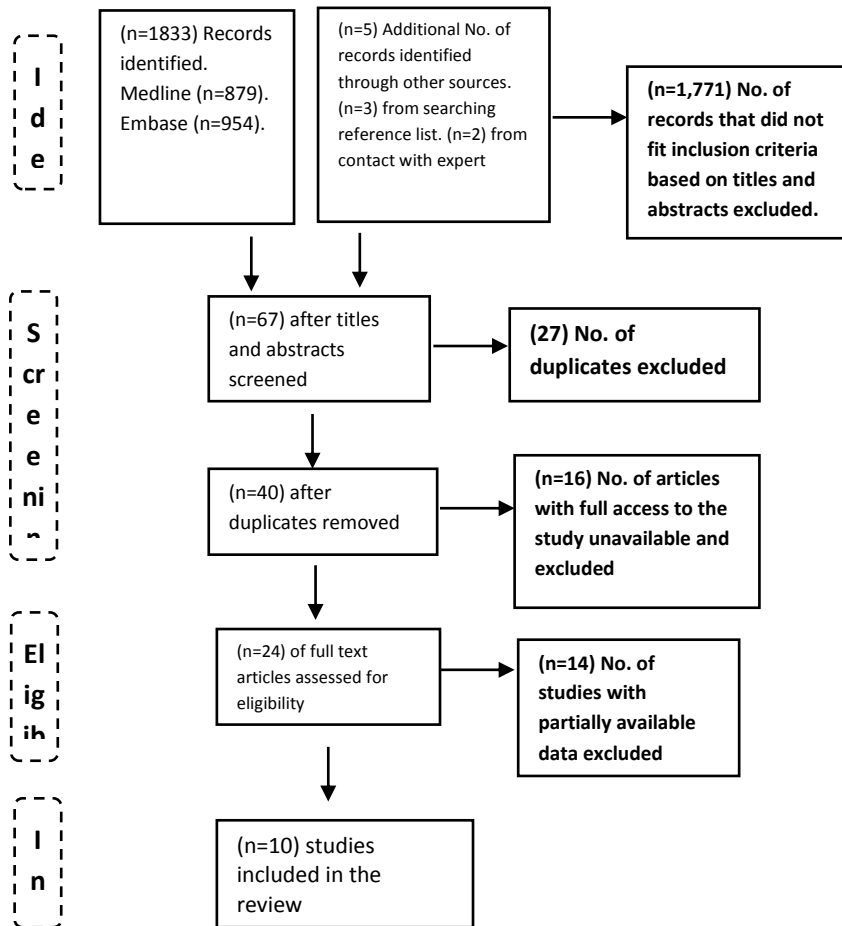 I
d
e
(n=1833) Records
identified.
Medline (n=879).
Embase (n=954).
(n=5) Additional No. of
records identified
through other sources.
(n=3) from searching
reference list. (n=2) from
contact with expert
(n=1,771) No. of
records that did not
fit inclusion criteria
based on titles and
abstracts excluded.
S
cr
e
e
ni
(n=67) after titles
and abstracts
screened
(27) No. of
duplicates excluded
(n=40) after
duplicates removed
(n=16) No. of articles
with full access to the
study unavailable and
excluded
El
ig
ib
(n=24) of full text
articles assessed for
eligibility
(n=14) No. of
studies with
partially available
data excluded
I
n
(n=10) studies
included in the
review